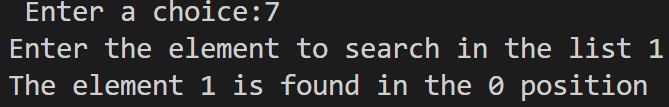 Enter a choice:7
Enter the element to search in the list 1
The element 1 is found in the 0 position